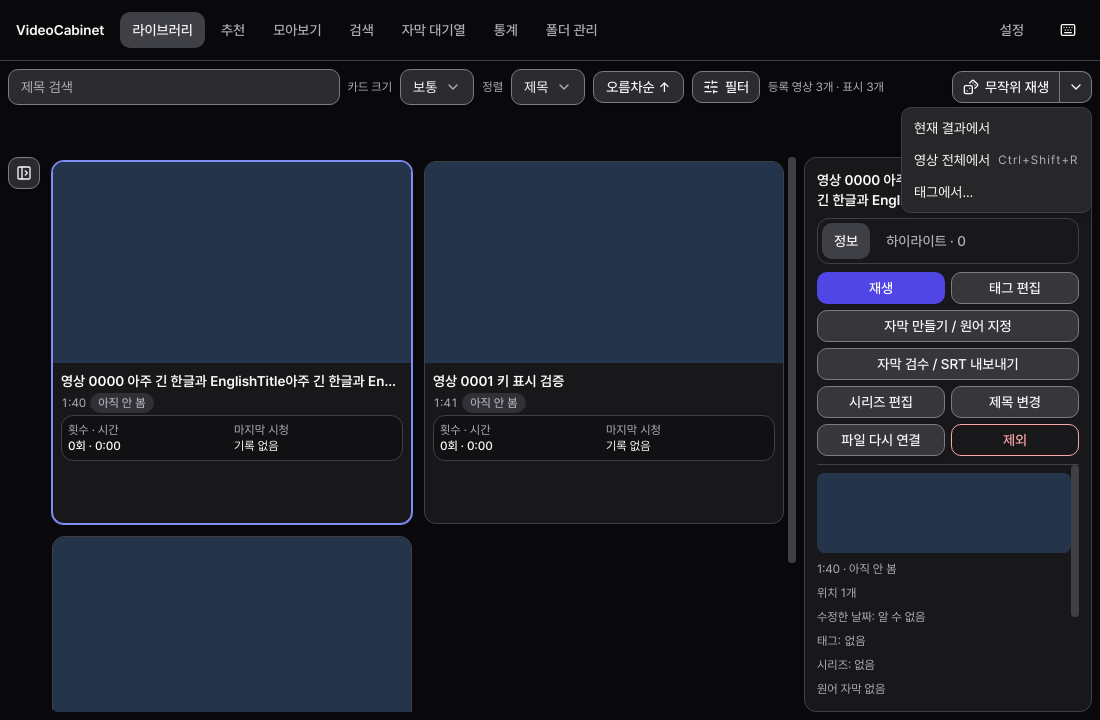 VideoCabinet 라이브러리 추천 모아보기 검색 자막 대기열 통계 폴더 관리 설정
제목 검색 카드 크기 보통 정렬 제목 오름차순 ↑ 필터 등록 영상 3개 · 표시 3개 무작위 재생
현재 결과에서
영상 전체에서 Ctrl+Shift+R
태그에서...
영상 0000 아주 긴 한글과 EnglishTitle아주 긴 한글과 En...
1:40 아직 안 봄
횟수 · 시간 마지막 시청
0회 · 0:00 기록 없음
영상 0001 키 표시 검증
1:41 아직 안 봄
횟수 · 시간 마지막 시청
0회 · 0:00 기록 없음
영상 0000
긴 한글과
정보 하이라이트 · 0
재생 태그 편집
자막 만들기 / 원어 지정
자막 검수 / SRT 내보내기
시리즈 편집 제목 변경
파일 다시 연결 제외
1:40 · 아직 안 봄
위치 1개
수정한 날짜: 알 수 없음
태그: 없음
시리즈: 없음
원어 자막 없음